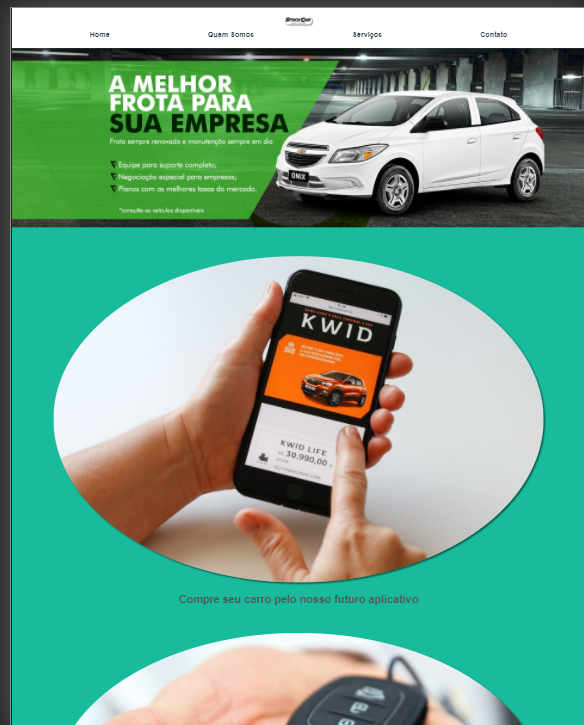 STOCK CAR
Home Quem Somos Serviços Contato
A MELHOR
FROTA PARA
SUA EMPRESA
Frota sempre renovada e manutenção sempre em dia
Equipe para suporte completo;
Negociação especial para empresas;
Planos com as melhores taxas do mercado.
*consulte os veículos disponíveis
ONIX
KWID
KWID LIFE
30.990,00
Compre seu carro pelo nosso futuro aplicativo